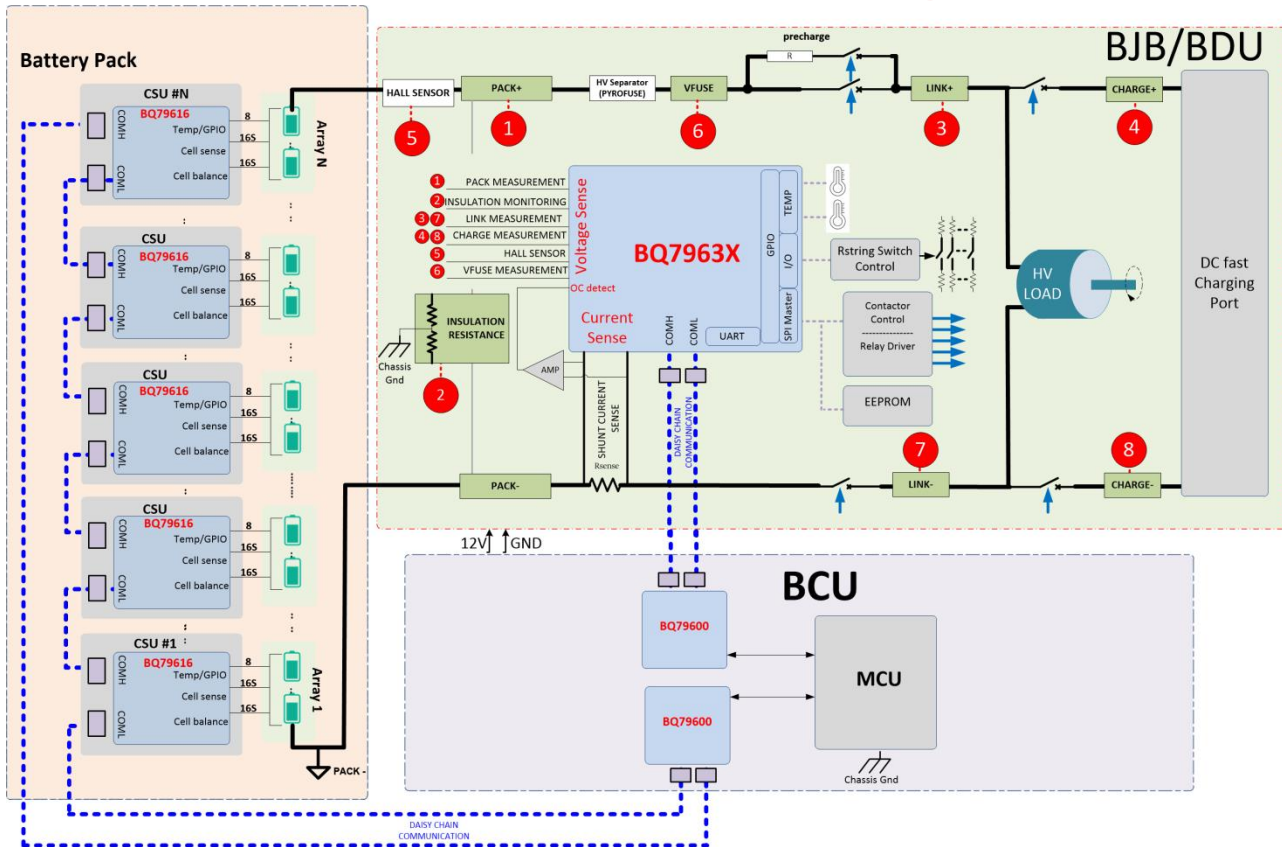 BJB/BDU
Battery Pack
CSU #N
BQ79616
COMH
COML
Temp/GPIO
Cell sense
Cell balance
8
16S
16S
Array N
CSU
BQ79616
COMH
COML
Temp/GPIO
Cell sense
Cell balance
8
16S
16S
CSU
BQ79616
COMH
COML
Temp/GPIO
Cell sense
Cell balance
8
16S
16S
CSU
BQ79616
COMH
COML
Temp/GPIO
Cell sense
Cell balance
8
16S
16S
CSU #1
BQ79616
COMH
COML
Temp/GPIO
Cell sense
Cell balance
8
16S
16S
Array 1
PACK -
DAISY CHAIN
COMMUNICATION
precharge
R
HALL SENSOR
PACK+
HV Separator
(PYROFUSE)
VFUSE
LINK+
CHARGE+
5
1
6
3
4
1 PACK MEASUREMENT
2 INSULATION MONITORING
3 7 LINK MEASUREMENT
4 8 CHARGE MEASUREMENT
5 HALL SENSOR
6 VFUSE MEASUREMENT
Voltage Sense
OC detect
BQ7963X
Current
Sense
COMH
COML
UART
GPIO
TEMP
I/O
SPI Master
Rstring Switch
Control
Contactor
Control
Relay Driver
EEPROM
HV
LOAD
DC fast
Charging
Port
INSULATION
RESISTANCE
Chassis
Gnd
2
AMP
SHUNT CURRENT
SENSE
Rsense
DAISY CHAIN
COMMUNICATION
PACK-
7
LINK-
8
CHARGE-
12V
GND
BCU
BQ79600
BQ79600
MCU
Chassis Gnd